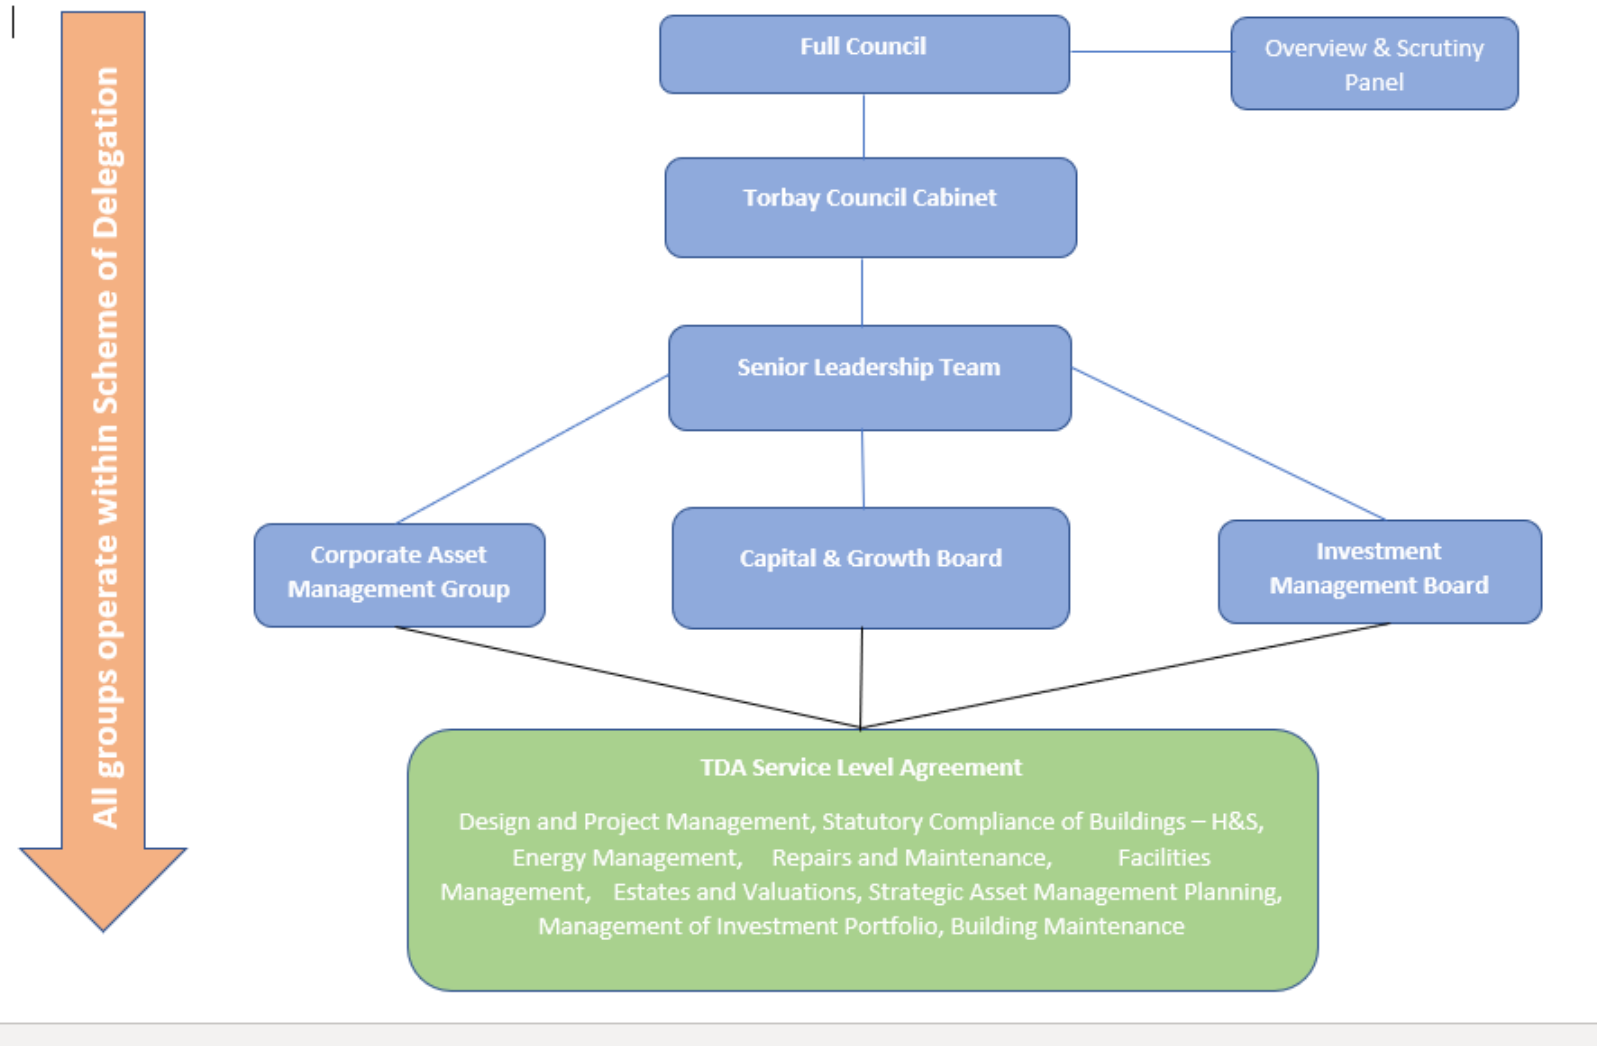 All groups operate within Scheme of Delegation
Full Council
Overview & Scrutiny
Panel
Torbay Council Cabinet
Senior Leadership Team
Corporate Asset
Management Group
Capital & Growth Board
Investment
Management Board
TDA Service Level Agreement
Design and Project Management, Statutory Compliance of Buildings – H&S,
Energy Management, Repairs and Maintenance, Facilities
Management, Estates and Valuations, Strategic Asset Management Planning,
Management of Investment Portfolio, Building Maintenance